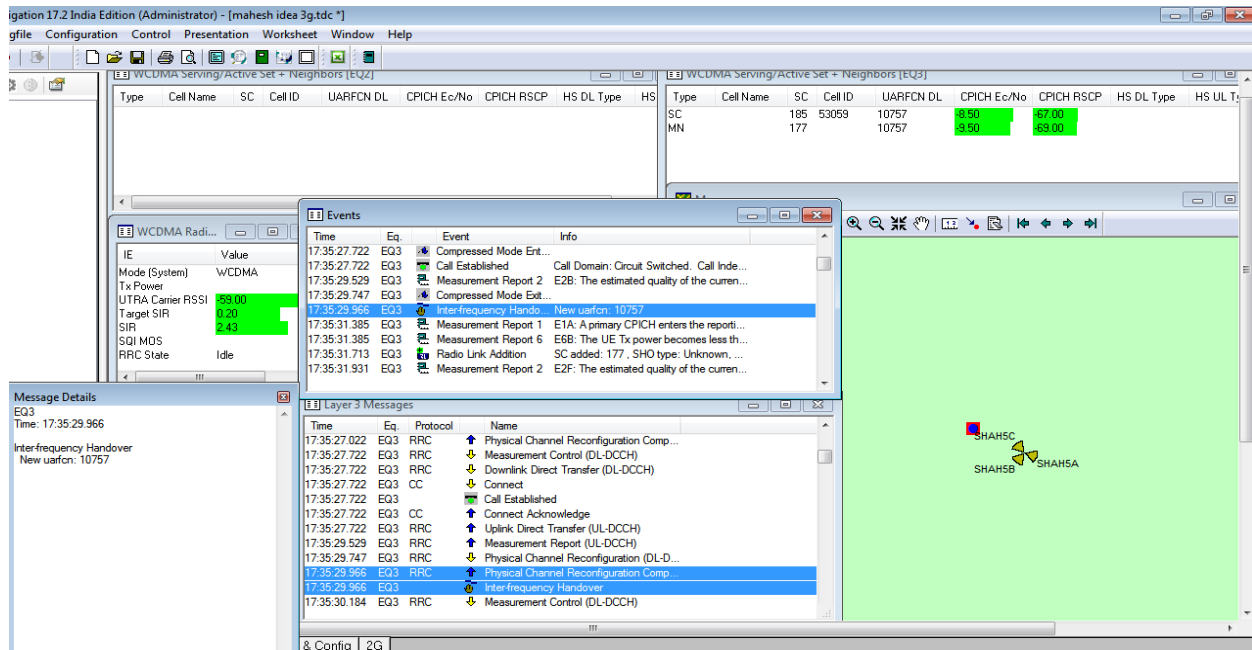 igation 17.2 India Edition (Administrator) - [mahesh idea 3g.tdc *]
gfile Configuration Control Presentation Worksheet Window Help
WCDMA Serving/Active Set + Neighbors [EQ2]
Type Cell Name SC Cell ID UARFCN DL CPICH Ec/No CPICH RSCP HS DL Type HS
WCDMA Serving/Active Set + Neighbors [EQ3]
Type Cell Name SC Cell ID UARFCN DL CPICH Ec/No CPICH RSCP HS DL Type HS UL Ty
SC 185 53059 10757 -8.50 -67.00
MN 177 10757 -9.50 -69.00
WCDMA Radi...
IE Value
Mode (System) WCDMA
Tx Power
UTRA Carrier RSSI -59.00
Target SIR 0.20
SIR 2.43
SQI MOS
RRC State Idle
Events
Time Eq. Event Info
17:35:27.722 EQ3 Compressed Mode Ent...
17:35:27.722 EQ3 Call Established Call Domain: Circuit Switched. Call Inde...
17:35:29.529 EQ3 Measurement Report 2 E2B: The estimated quality of the curren...
17:35:29.747 EQ3 Compressed Mode Exit...
17:35:29.966 EQ3 Inter-frequency Hando... New uarfcn: 10757
17:35:31.385 EQ3 Measurement Report 1 E1A: A primary CPICH enters the reporti...
17:35:31.385 EQ3 Measurement Report 6 E6B: The UE Tx power becomes less th...
17:35:31.713 EQ3 Radio Link Addition SC added: 177 , SHO type: Unknown, ...
17:35:31.931 EQ3 Measurement Report 2 E2F: The estimated quality of the curren...
Message Details
EQ3
Time: 17:35:29.966
Inter-frequency Handover
New uarfcn: 10757
Layer 3 Messages
Time Eq. Protocol Name
17:35:27.022 EQ3 RRC Physical Channel Reconfiguration Comp...
17:35:27.722 EQ3 RRC Measurement Control (DL-DCCH)
17:35:27.722 EQ3 RRC Downlink Direct Transfer (DL-DCCH)
17:35:27.722 EQ3 CC Connect
17:35:27.722 EQ3 Call Established
17:35:27.722 EQ3 CC Connect Acknowledge
17:35:27.722 EQ3 RRC Uplink Direct Transfer (UL-DCCH)
17:35:29.529 EQ3 RRC Measurement Report (UL-DCCH)
17:35:29.747 EQ3 RRC Physical Channel Reconfiguration (DL-D...
17:35:29.966 EQ3 RRC Physical Channel Reconfiguration Comp...
17:35:29.966 EQ3 Inter-frequency Handover
17:35:30.184 EQ3 RRC Measurement Control (DL-DCCH)
SHAH5C
SHAH5B SHAH5A
& Config 2G